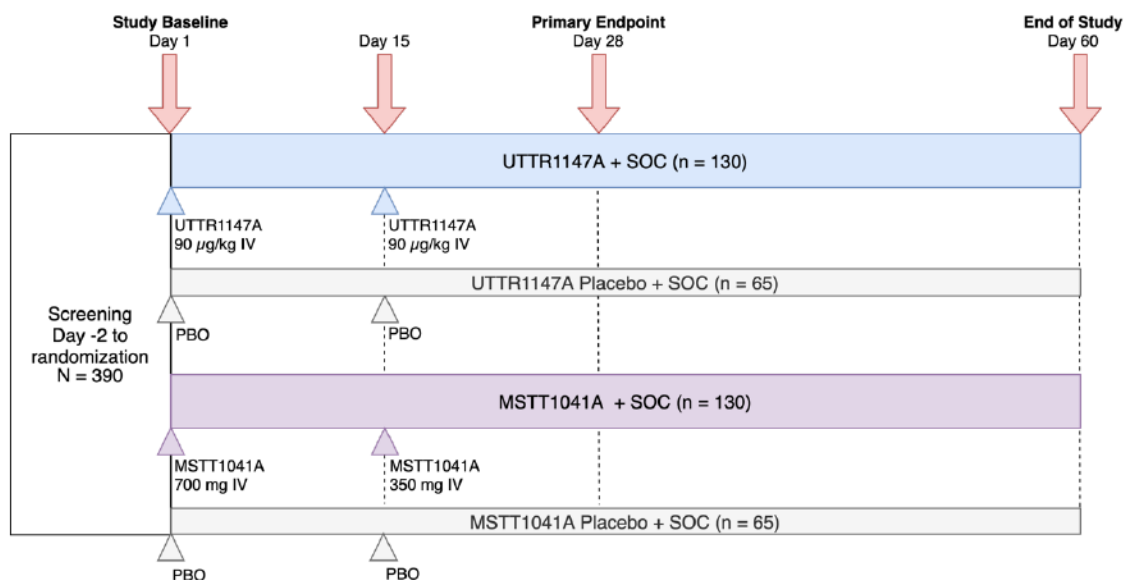 Study Baseline
Day 1
Day 15
Primary Endpoint
Day 28
End of Study
Day 60
UTTR1147A + SOC (n = 130)
UTTR1147A
90 µg/kg IV
UTTR1147A
90 µg/kg IV
UTTR1147A Placebo + SOC (n = 65)
PBO
PBO
Screening
Day -2 to
randomization
N = 390
MSTT1041A + SOC (n = 130)
MSTT1041A
700 mg IV
MSTT1041A
350 mg IV
MSTT1041A Placebo + SOC (n = 65)
PBO
PBO